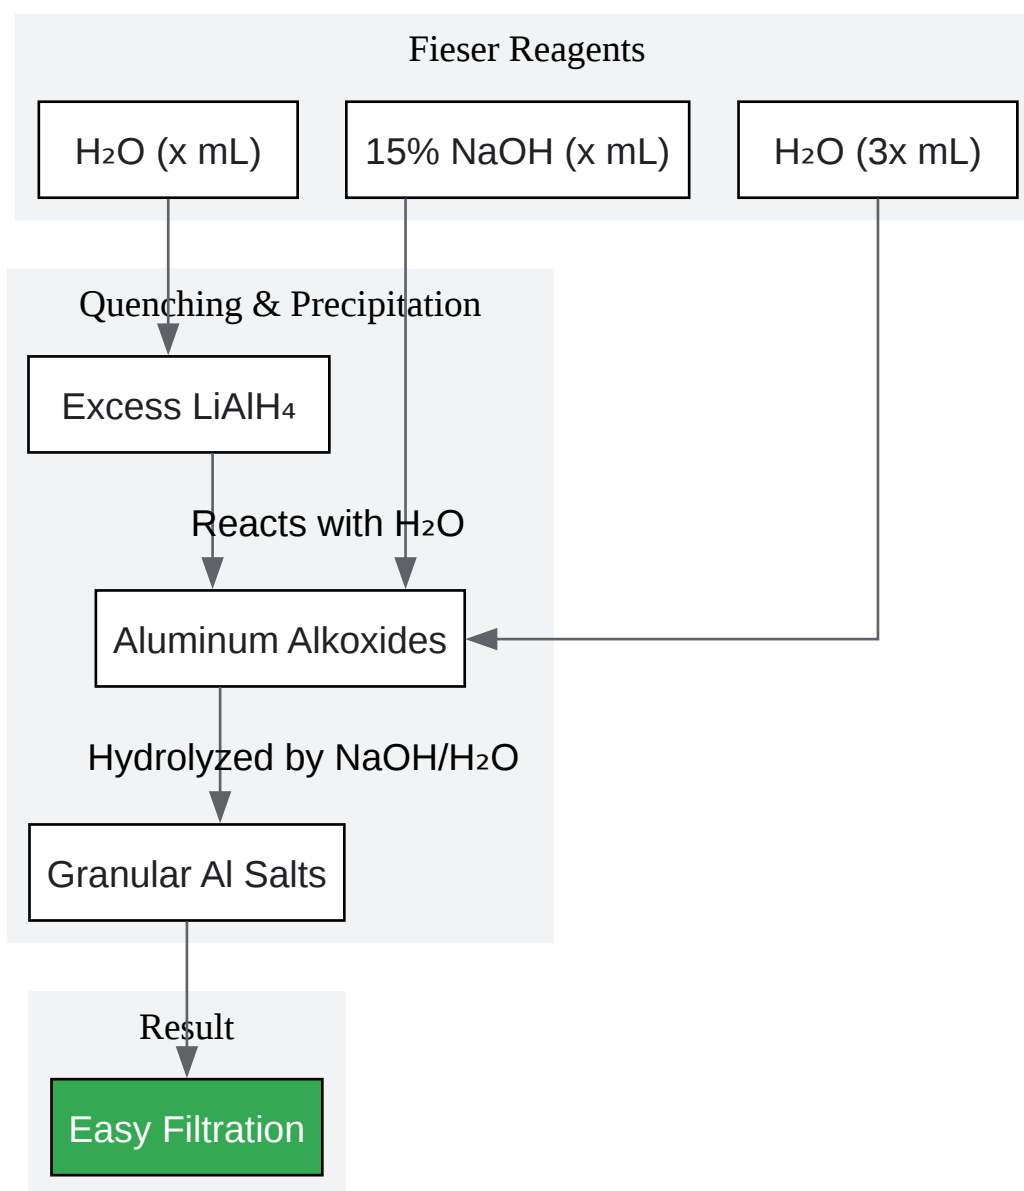 Fieser Reagents
H₂O (x mL)
15% NaOH (x mL)
H₂O (3x mL)
Quenching & Precipitation
Excess LiAlH₄
Reacts with H₂O
Aluminum Alkoxides
Hydrolyzed by NaOH/H₂O
Granular Al Salts
Result
Easy Filtration